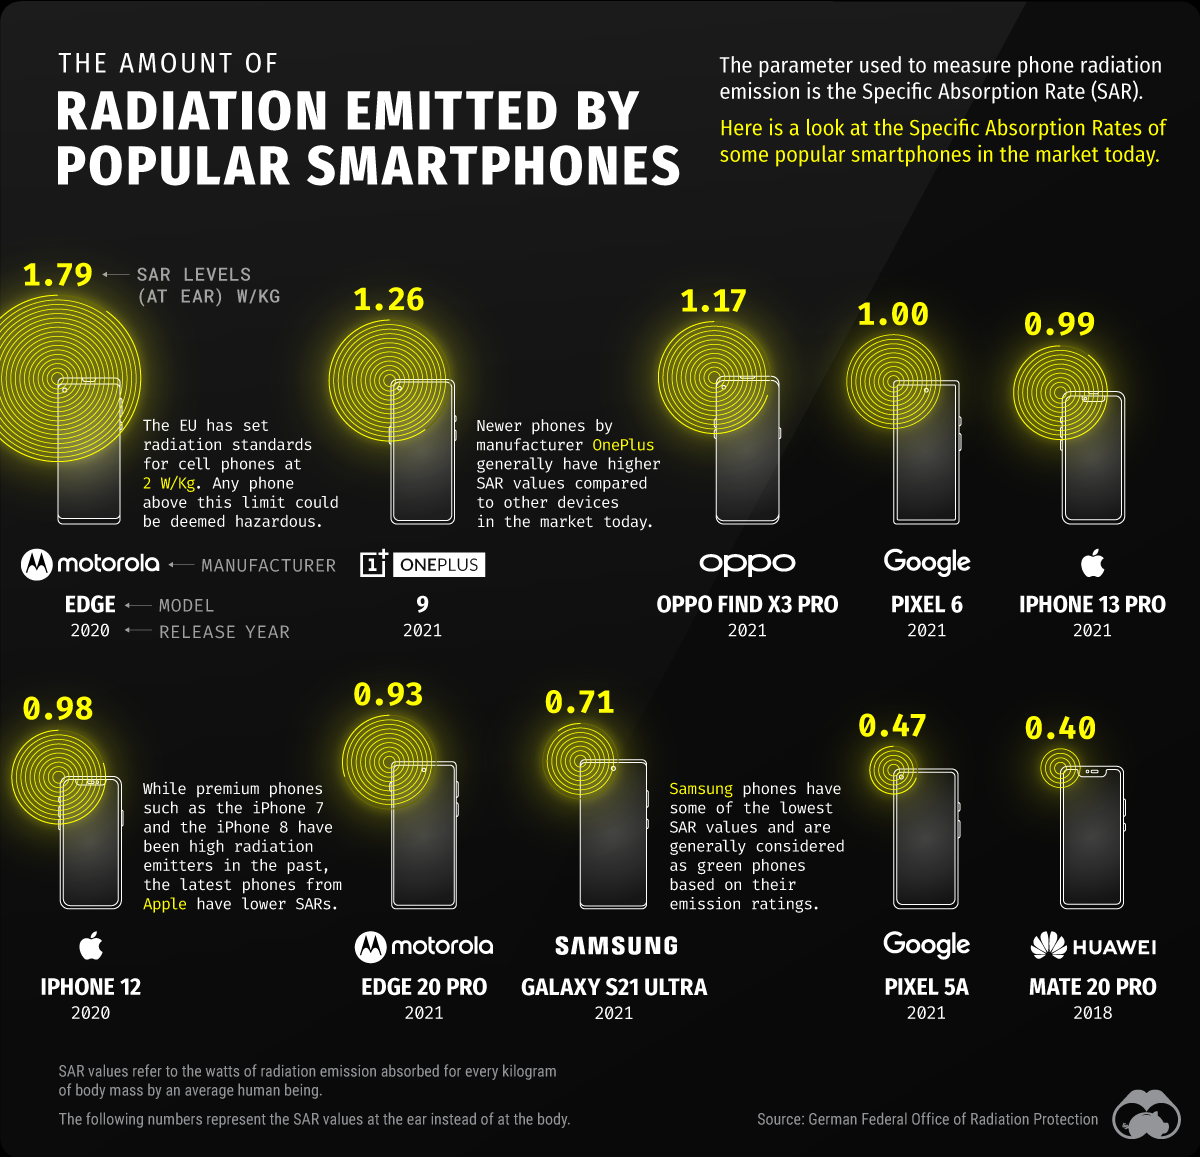 THE AMOUNT OF
RADIATION EMITTED BY
POPULAR SMARTPHONES
The parameter used to measure phone radiation
emission is the Specific Absorption Rate (SAR).
Here is a look at the Specific Absorption Rates of
some popular smartphones in the market today.
1.79
SAR LEVELS
(AT EAR) W/KG
1.26
1.17
1.00
0.99
The EU has set
radiation standards
for cell phones at
2 W/Kg. Any phone
above this limit could
be deemed hazardous.
Newer phones by
manufacturer OnePlus
generally have higher
SAR values compared
to other devices
in the market today.
motorola
MANUFACTURER
1+ ONEPLUS
oppo
Google
EDGE
MODEL
9
OPPO FIND X3 PRO
PIXEL 6
IPHONE 13 PRO
2020
RELEASE YEAR
2021
2021
2021
2021
0.98
0.93
0.71
0.47
0.40
While premium phones
such as the iPhone 7
and the iPhone 8 have
been high radiation
emitters in the past,
the latest phones from
Apple have lower SARs.
Samsung phones have
some of the lowest
SAR values and are
generally considered
as green phones
based on their
emission ratings.
motorola
SAMSUNG
Google
HUAWEI
IPHONE 12
EDGE 20 PRO
GALAXY S21 ULTRA
PIXEL 5A
MATE 20 PRO
2020
2021
2021
2021
2018
SAR values refer to the watts of radiation emission absorbed for every kilogram
of body mass by an average human being.
The following numbers represent the SAR values at the ear instead of at the body.
Source: German Federal Office of Radiation Protection